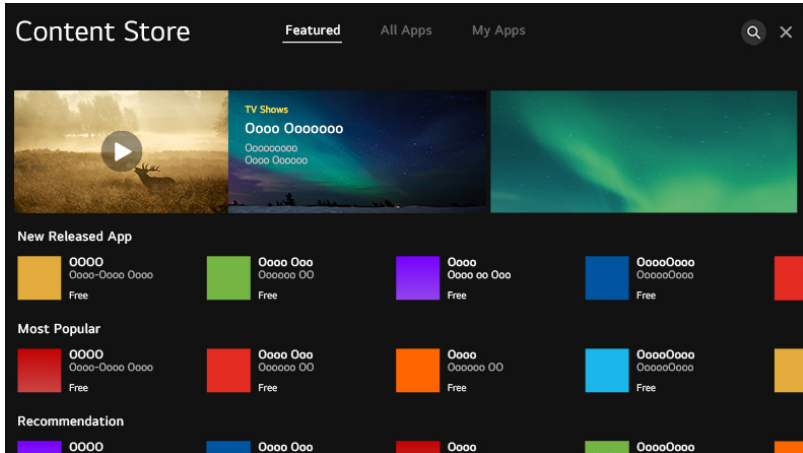 Content Store
Featured
All Apps
My Apps
TV Shows
Oooo Ooooooo
Ooooooooo
Oooo Oooooo
New Released App
OOOO
Oooo-Oooo Oooo
Free
Oooo Ooo
Oooooo OO
Free
Oooo
Oooo oo Ooo
Free
OoooOooo
OooooOooo
Free
Most Popular
OOOO
Oooo-Oooo Oooo
Free
Oooo Ooo
Oooooo OO
Free
Oooo
Oooooo OO
Free
OoooOooo
OooooOooo
Free
Recommendation
OOOO
Oooo Ooo
Oooo
OoooOooo